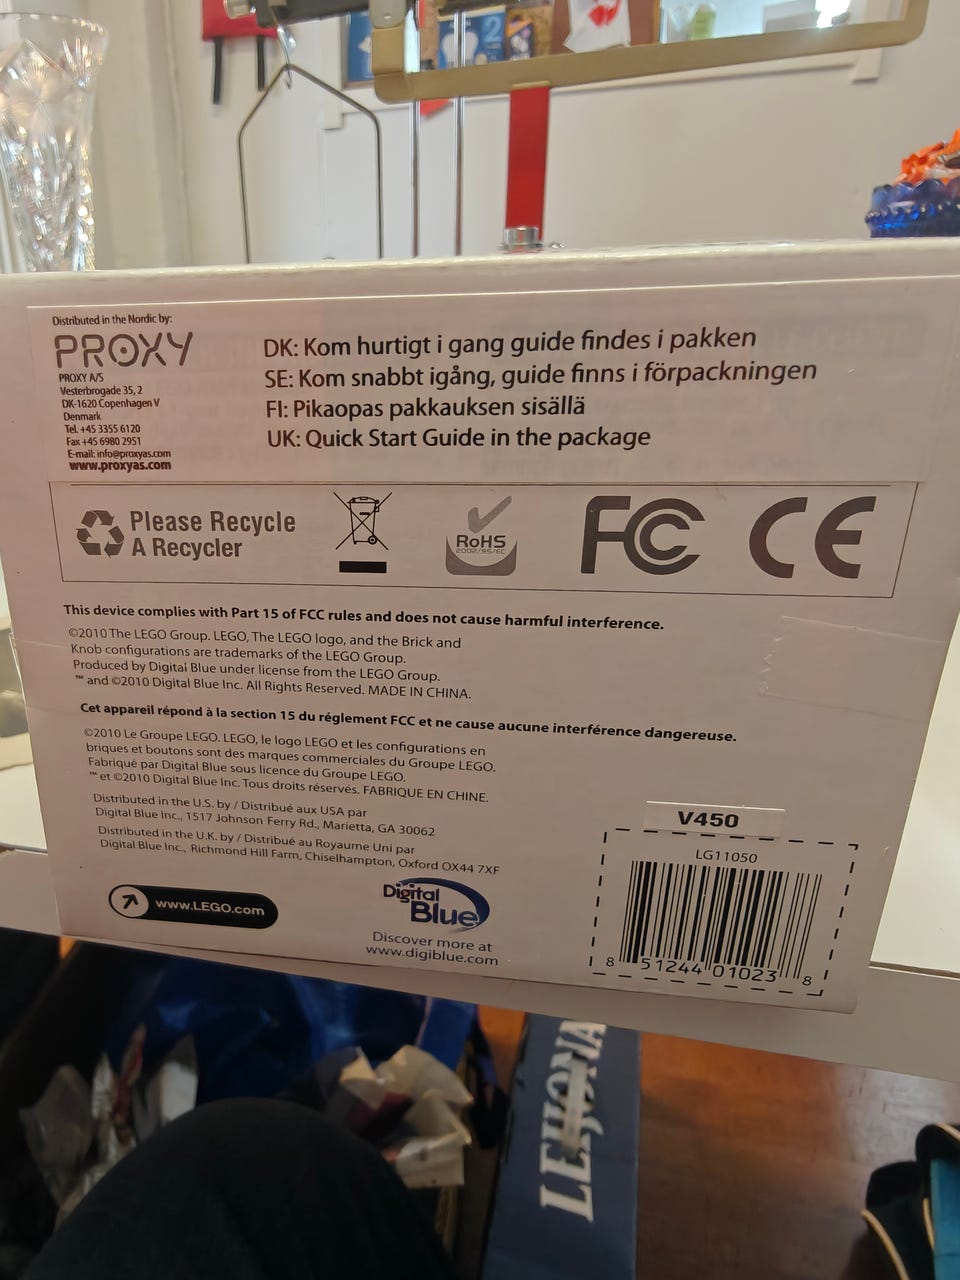 2
Distributed in the Nordic by:
PROXY
PROXY A/S
Vesterbrogade 35, 2
DK-1620 Copenhagen V
Denmark
Tel. +45 3355 6120
Fax +45 6980 2951
E-mail: info@proxyas.com
www.proxyas.com
DK: Kom hurtigt i gang guide findes i pakken
SE: Kom snabbt igång, guide finns i förpackningen
FI: Pikaopas pakkauksen sisällä
UK: Quick Start Guide in the package
Please Recycle
A Recycler
RoHS
2002/95/EC
FC
CE
This device complies with Part 15 of FCC rules and does not cause harmful interference.
©2010 The LEGO Group. LEGO, The LEGO logo, and the Brick and
Knob configurations are trademarks of the LEGO Group.
Produced by Digital Blue under license from the LEGO Group.
™ and ©2010 Digital Blue Inc. All Rights Reserved. MADE IN CHINA.
Cet appareil répond à la section 15 du réglement FCC et ne cause aucune interférence dangereuse.
©2010 Le Groupe LEGO. LEGO, le logo LEGO et les configurations en
briques et boutons sont des marques commerciales du Groupe LEGO.
Fabriqué par Digital Blue sous licence du Groupe LEGO.
™ et ©2010 Digital Blue Inc. Tous droits réservés. FABRIQUE EN CHINE.
Distributed in the U.S. by / Distribué aux USA par
Digital Blue Inc., 1517 Johnson Ferry Rd., Marietta, GA 30062
Distributed in the U.K. by / Distribué au Royaume Uni par
Digital Blue Inc., Richmond Hill Farm, Chiselhampton, Oxford OX44 7XF
www.LEGO.com
Digital
Blue
Discover more at
www.digiblue.com
V450
LG11050
8 51244 01023 8